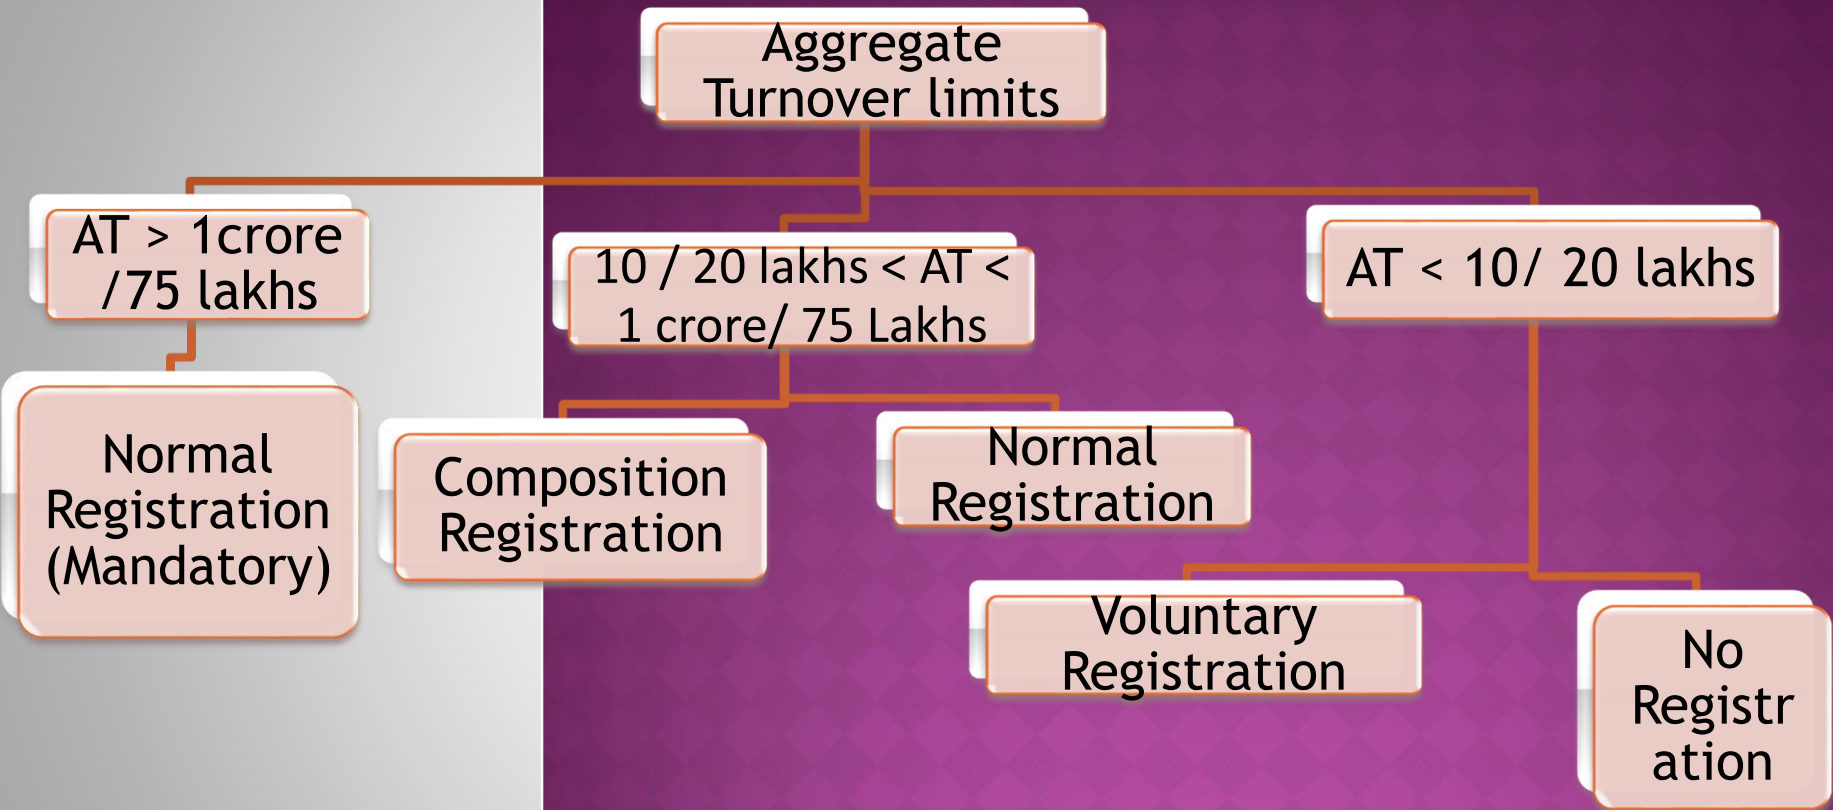 Aggregate
Turnover limits
AT > 1crore
/75 lakhs
10 / 20 lakhs < AT <
1 crore/ 75 Lakhs
AT < 10/ 20 lakhs
Normal
Registration
(Mandatory)
Composition
Registration
Normal
Registration
Voluntary
Registration
No
Registr
ation